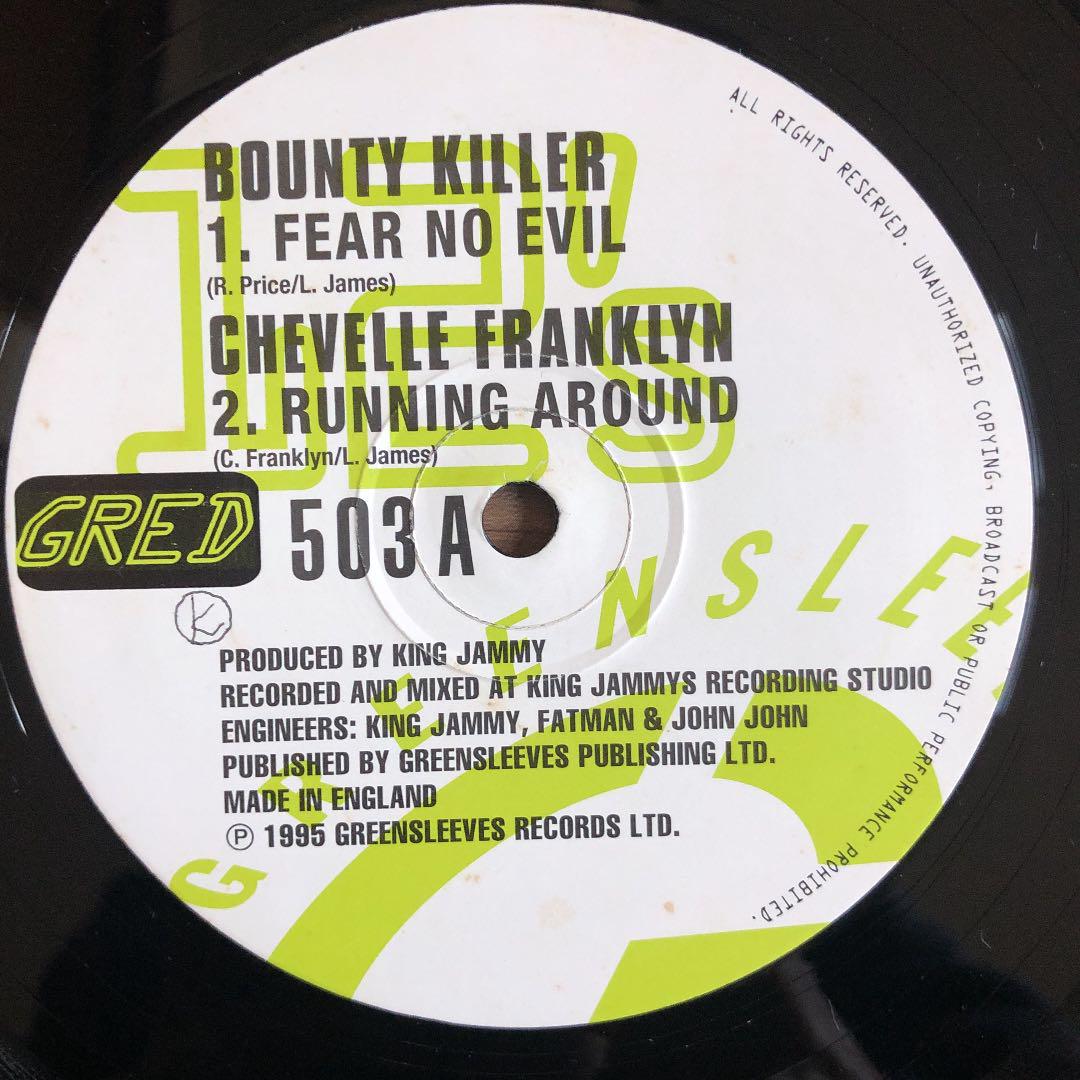 12's
BOUNTY KILLER
1. FEAR NO EVIL
(R. Price/L. James)
CHEVELLE FRANKLYN
2. RUNNING AROUND
(C. Franklyn/L. James)
GRED 503 A
K
PRODUCED BY KING JAMMY
RECORDED AND MIXED AT KING JAMMYS RECORDING STUDIO
ENGINEERS: KING JAMMY, FATMAN & JOHN JOHN
PUBLISHED BY GREENSLEEVES PUBLISHING LTD.
MADE IN ENGLAND
℗ 1995 GREENSLEEVES RECORDS LTD.
GREENSLEE
ALL RIGHTS RESERVED. UNAUTHORIZED COPYING, BROADCAST OR PUBLIC PERFORMANCE PROHIBITED.